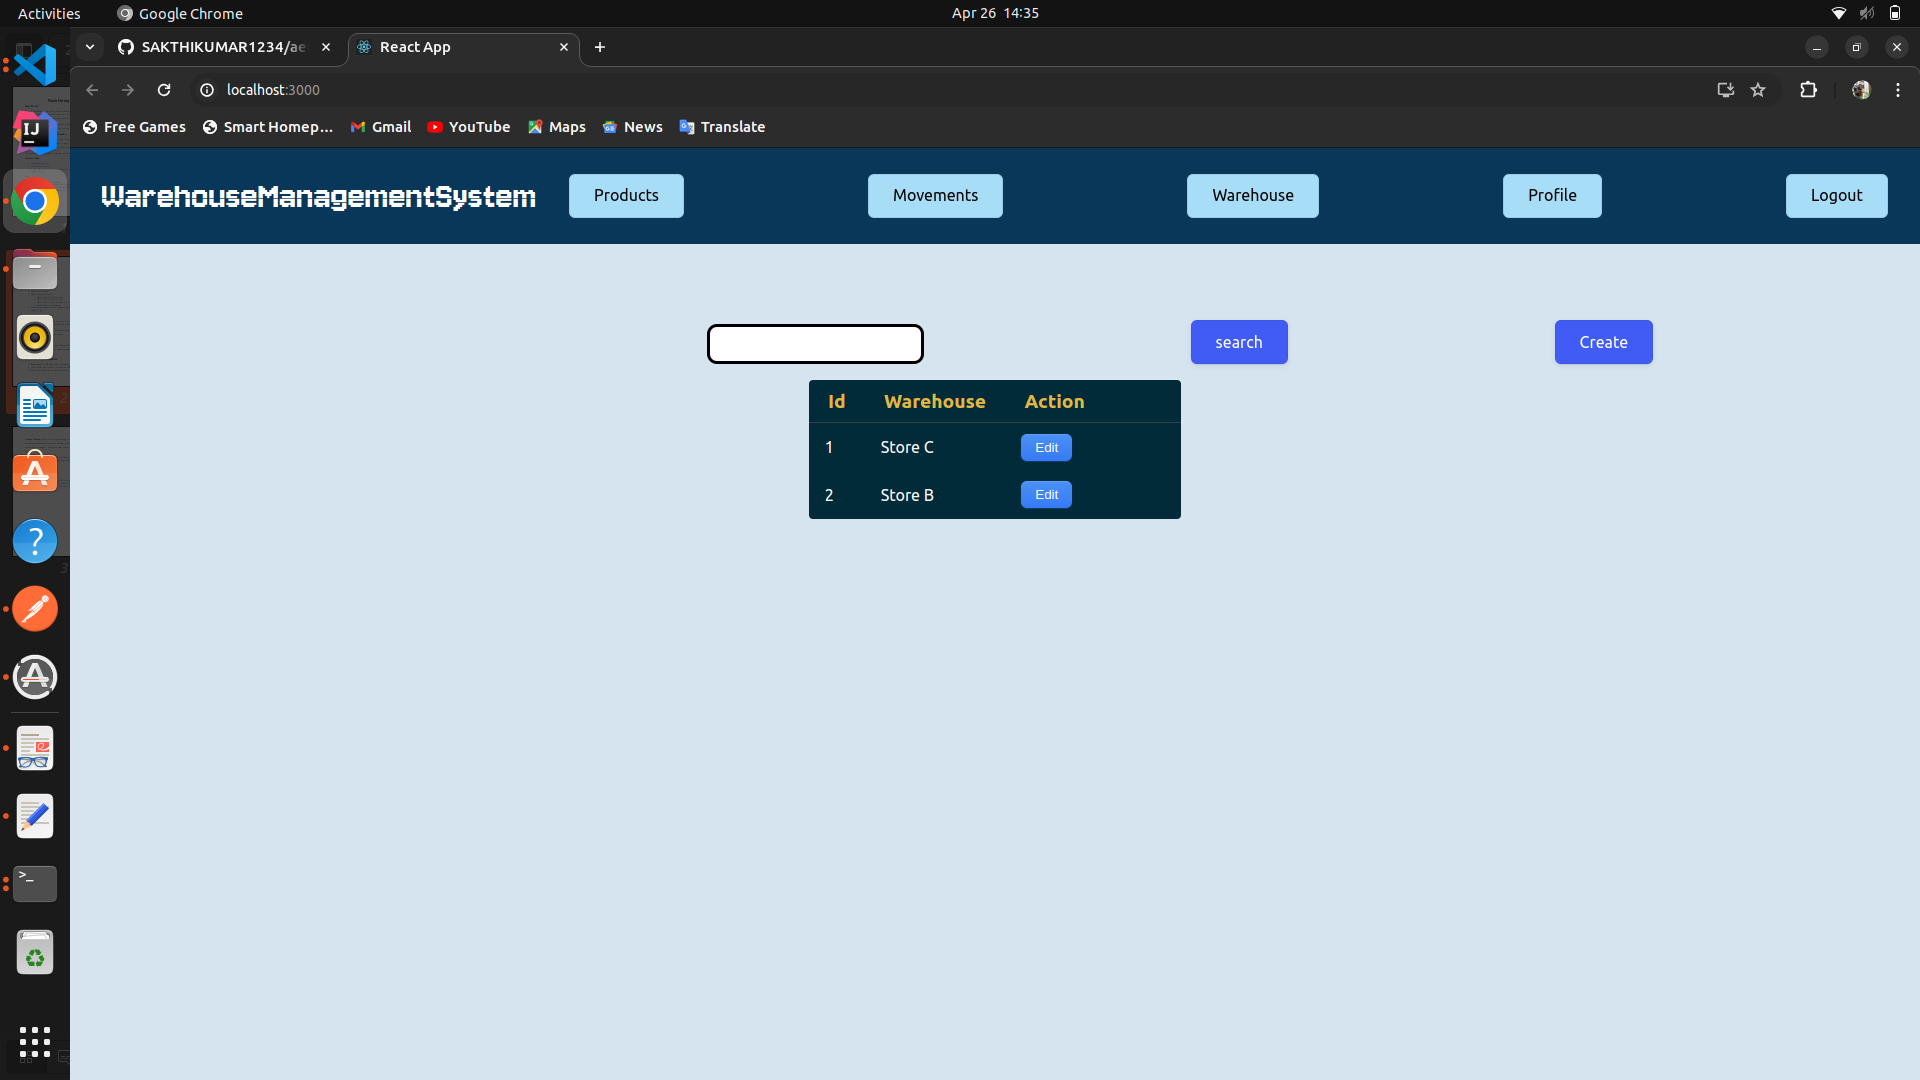 Activities Google Chrome Apr 26 14:35
SAKTHIKUMAR1234/ae React App
localhost:3000
Free Games Smart Homep... Gmail YouTube Maps News Translate
WarehouseManagementSystem Products Movements Warehouse Profile Logout
search Create
Id Warehouse Action
1 Store C Edit
2 Store B Edit